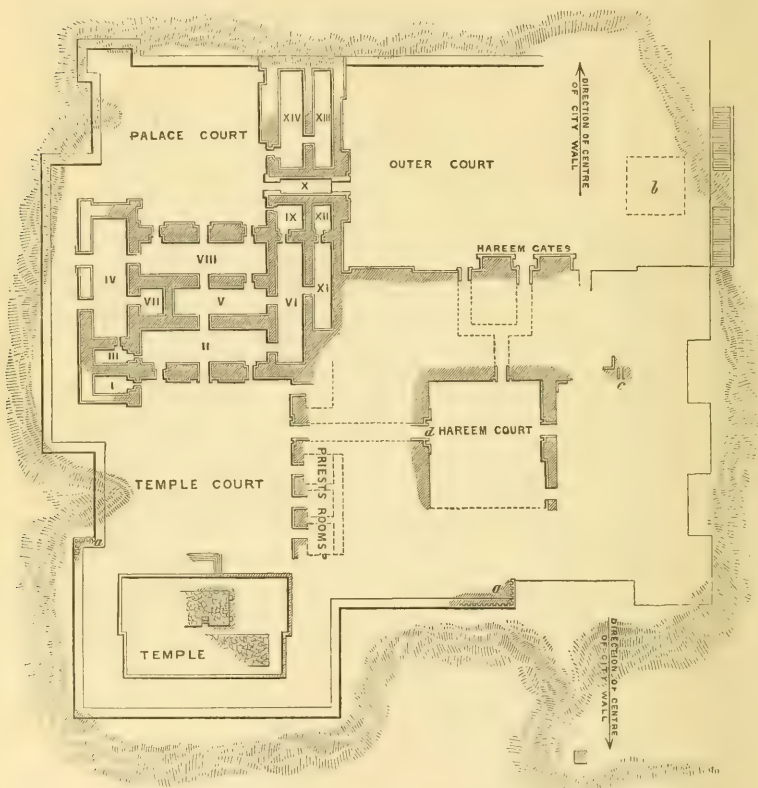 PALACE COURT
XIV
XIII
OUTER COURT
DIRECTION OF CENTRE
OF CITY WALL
X
b
IX
XII
HAREEM GATES
VIII
IV
VII
V
VI
XI
II
III
I
c
d
HAREEM COURT
PRIESTS ROOMS?
TEMPLE COURT
a
a
TEMPLE
DIRECTION OF CENTRE
OF CITY WALL